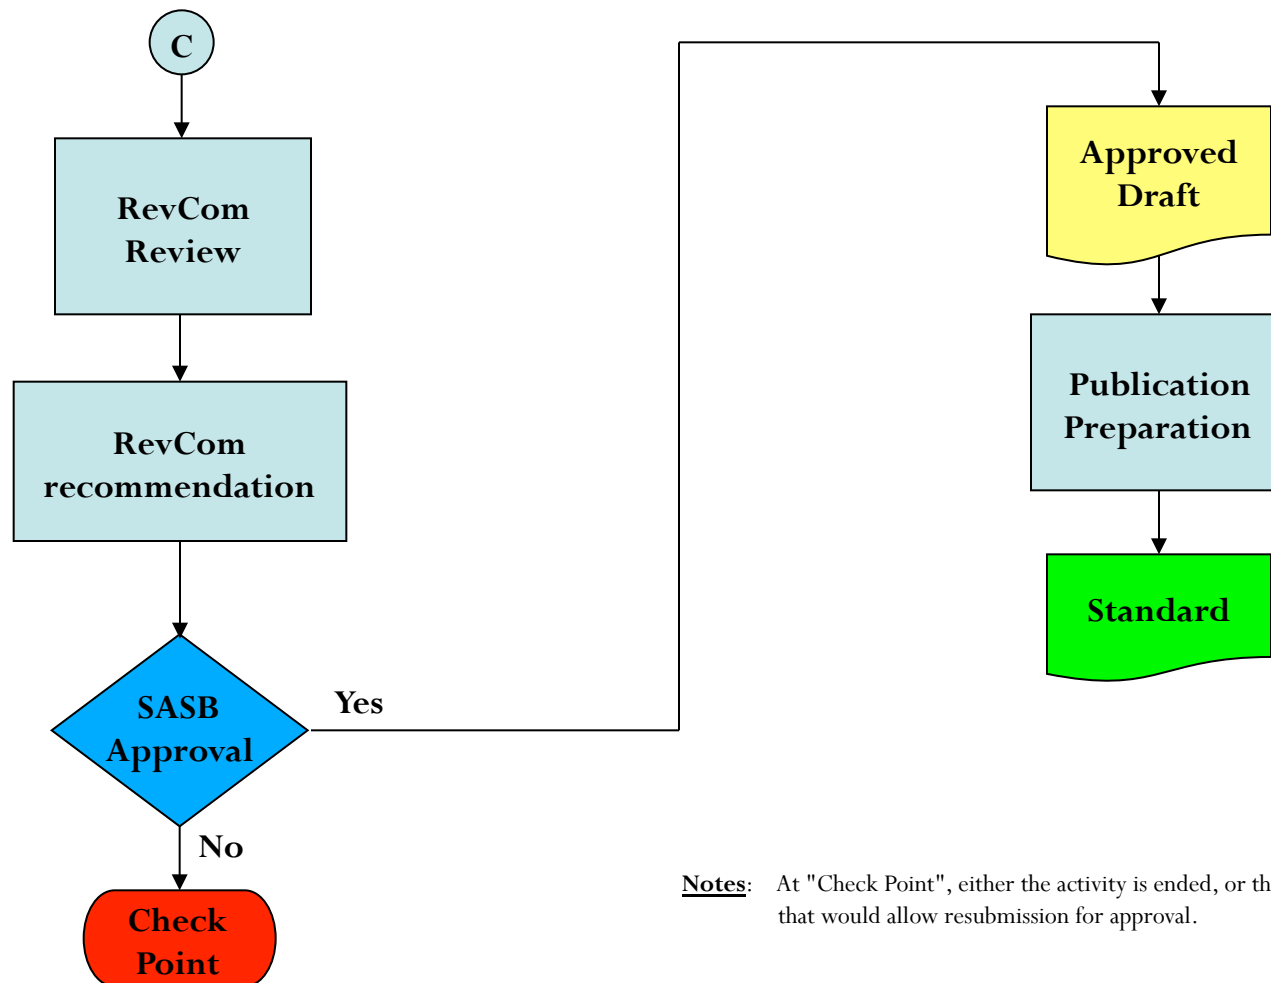 C
RevCom
Review
RevCom
recommendation
SASB
Approval
Yes
No
Check
Point
Approved
Draft
Publication
Preparation
Standard
Notes: At "Check Point", either the activity is ended, or th
that would allow resubmission for approval.